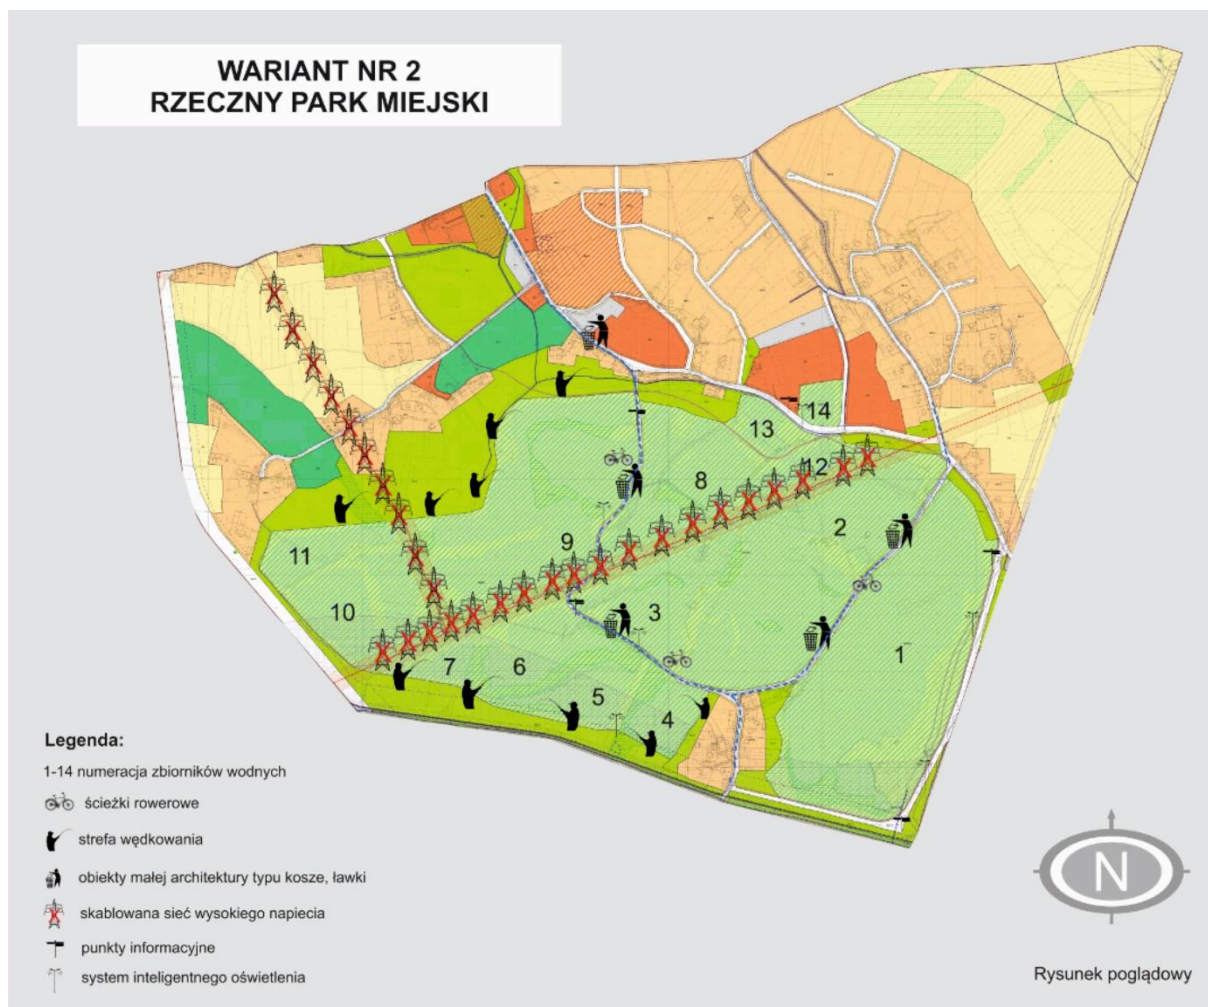 WARIANT NR 2
RZECZNY PARK MIEJSKI
14
13
12
8
2
9
11
10
3
1
7
6
5
4
Legenda:
1-14 numeracja zbiorników wodnych
ścieżki rowerowe
strefa wędkowania
obiekty małej architektury typu kosze, ławki
skablowana sieć wysokiego napiecia
punkty informacyjne
system inteligentnego oświetlenia
N
Rysunek poglądowy